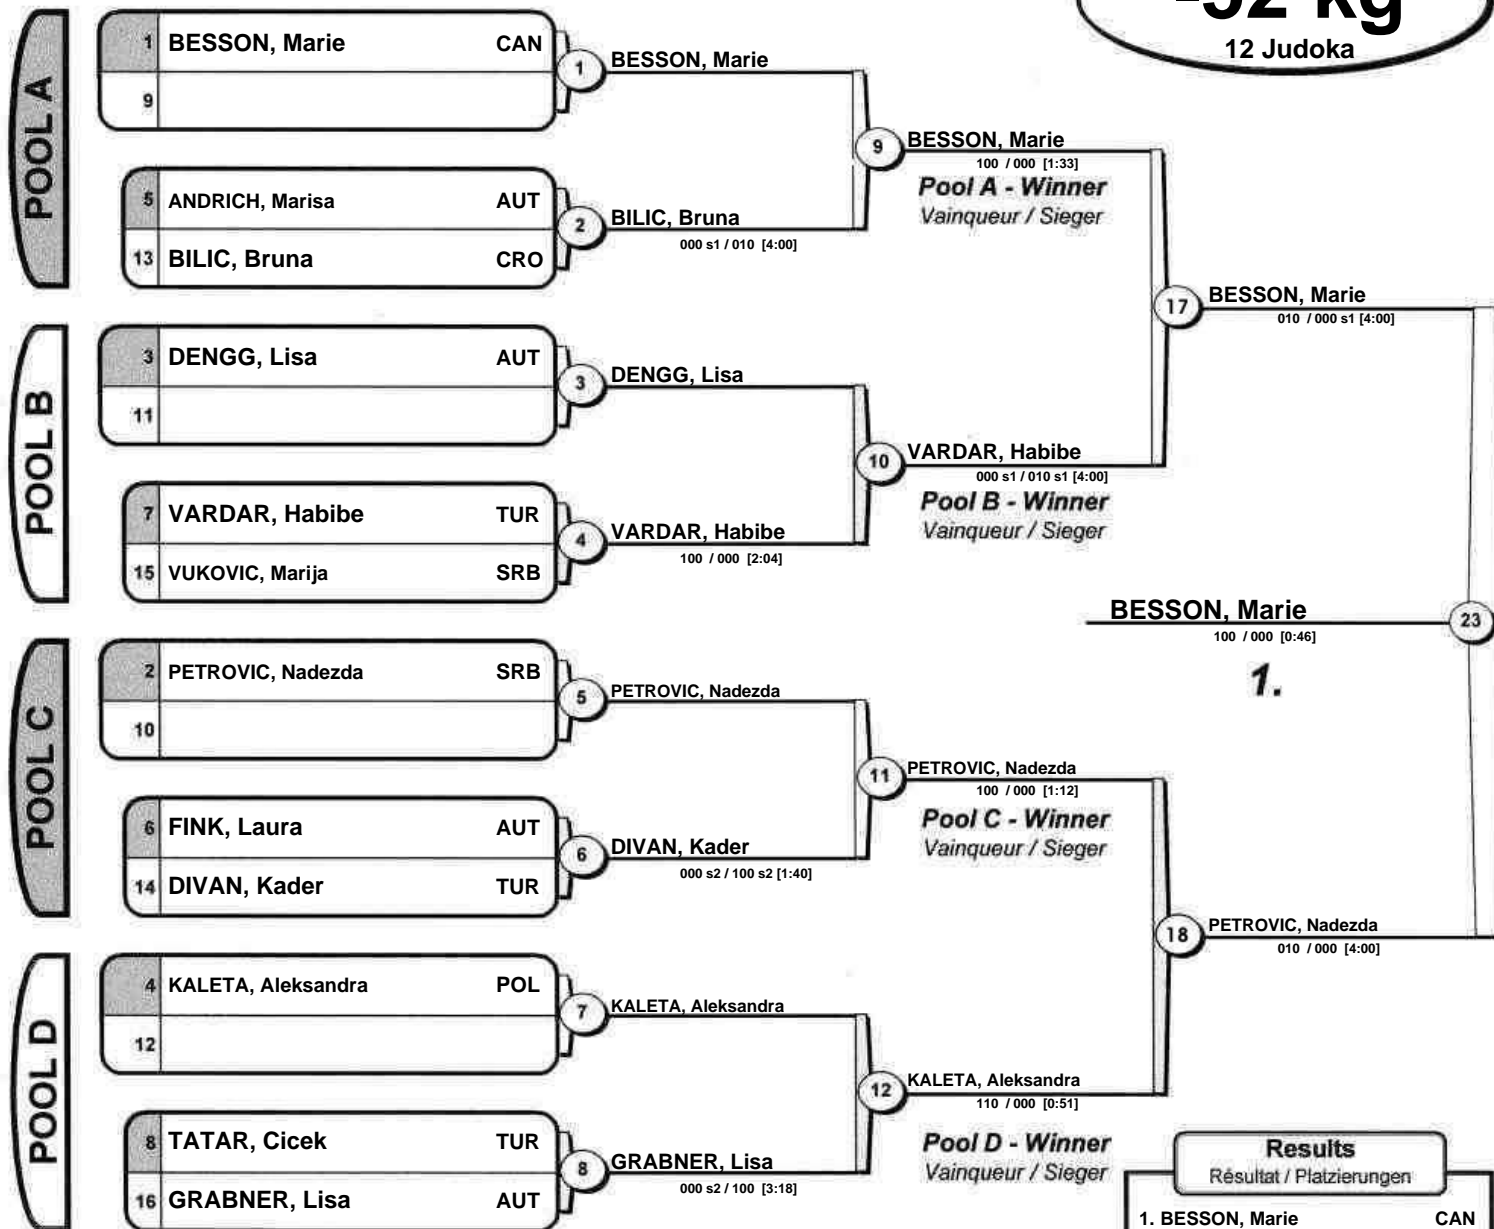 -52 kg
12 Judoka
POOL A
1 BESSON, Marie CAN
9
1 BESSON, Marie
5 ANDRICH, Marisa AUT
13 BILIC, Bruna CRO
2 BILIC, Bruna
000 s1 / 010 [4:00]
9 BESSON, Marie
100 / 000 [1:33]
Pool A - Winner
Vainqueur / Sieger
POOL B
3 DENGG, Lisa AUT
11
3 DENGG, Lisa
7 VARDAR, Habibe TUR
15 VUKOVIC, Marija SRB
4 VARDAR, Habibe
100 / 000 [2:04]
10 VARDAR, Habibe
000 s1 / 010 s1 [4:00]
Pool B - Winner
Vainqueur / Sieger
17 BESSON, Marie
010 / 000 s1 [4:00]
BESSON, Marie 23
100 / 000 [0:46]
1.
POOL C
2 PETROVIC, Nadezda SRB
10
5 PETROVIC, Nadezda
6 FINK, Laura AUT
14 DIVAN, Kader TUR
6 DIVAN, Kader
000 s2 / 100 s2 [1:40]
11 PETROVIC, Nadezda
100 / 000 [1:12]
Pool C - Winner
Vainqueur / Sieger
POOL D
4 KALETA, Aleksandra POL
12
7 KALETA, Aleksandra
8 TATAR, Cicek TUR
16 GRABNER, Lisa AUT
8 GRABNER, Lisa
000 s2 / 100 [3:18]
12 KALETA, Aleksandra
110 / 000 [0:51]
Pool D - Winner
Vainqueur / Sieger
18 PETROVIC, Nadezda
010 / 000 [4:00]
Results
Résultat / Platzierungen
1. BESSON, Marie CAN